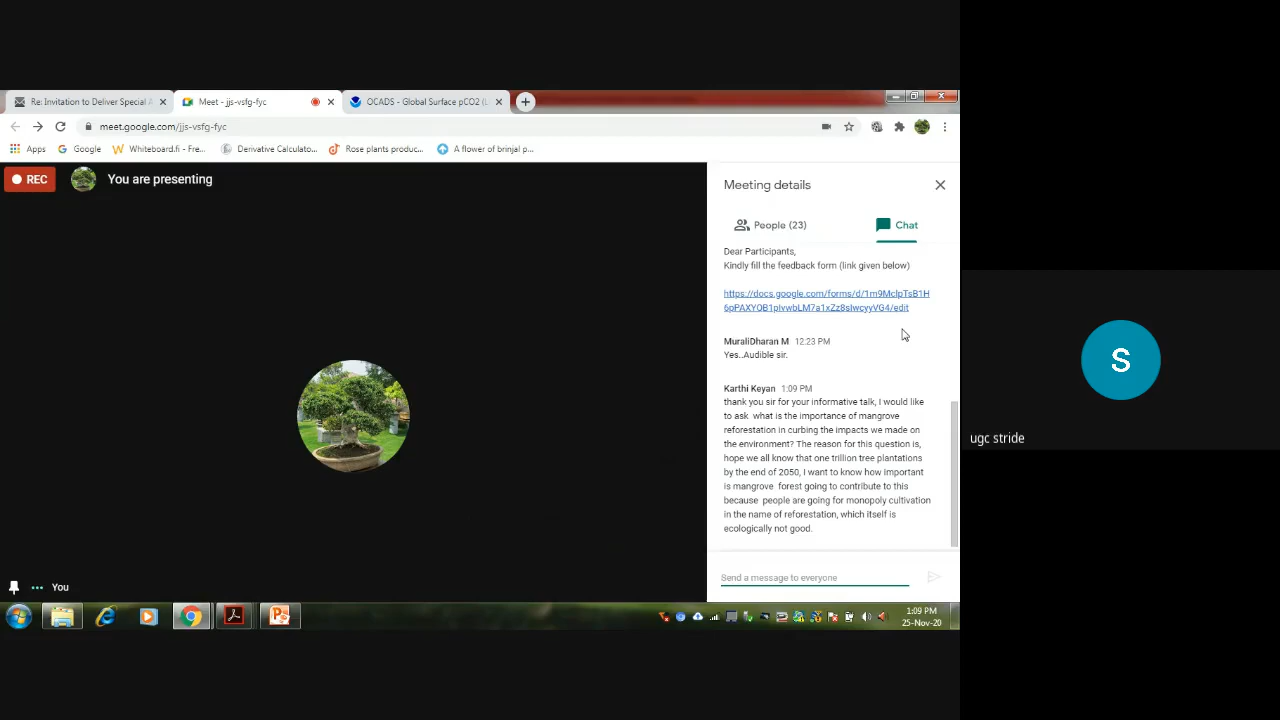 Re: Invitation to Deliver Special A
Meet - jjs-vsfg-fyc
OCADS - Global Surface pCO2 (L
meet.google.com/jjs-vsfg-fyc
Apps
Google
Whiteboard.fi - Fre...
Derivative Calculato...
Rose plants produc...
A flower of brinjal p...
REC
You are presenting
Meeting details
People (23)
Chat
Dear Participants,
Kindly fill the feedback form (link given below)
MuraliDharan M 12:23 PM
Yes..Audible sir.
Karthi Keyan 1:09 PM
thank you sir for your informative talk, I would like
to ask what is the importance of mangrove
reforestation in curbing the impacts we made on
the environment? The reason for this question is,
hope we all know that one trillion tree plantations
by the end of 2050, I want to know how important
is mangrove forest going to contribute to this
because people are going for monopoly cultivation
in the name of reforestation, which itself is
ecologically not good.
Send a message to everyone
You
1:09 PM
25-Nov-20
S
ugc stride